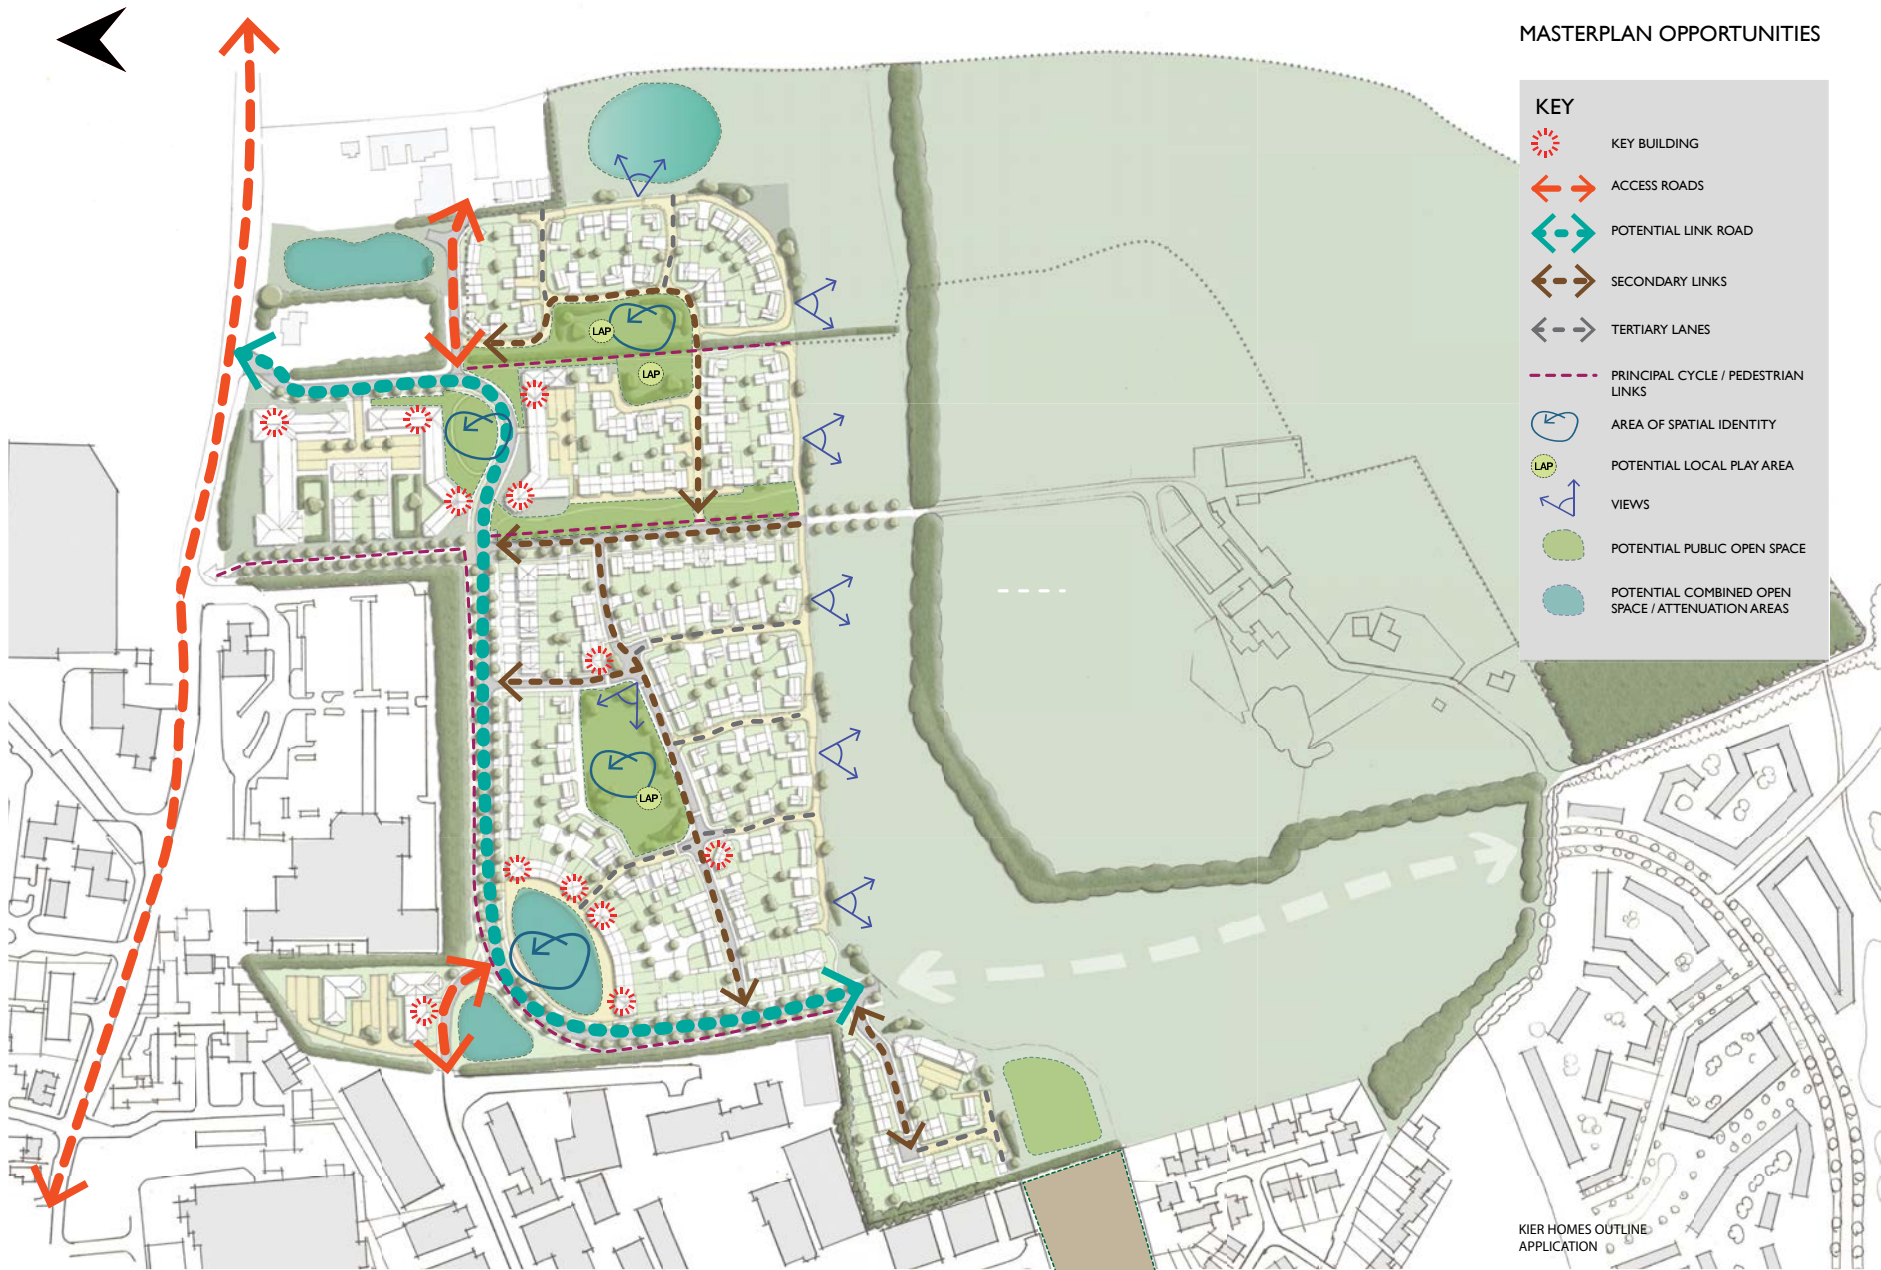 MASTERPLAN OPPORTUNITIES
KEY
KEY BUILDING
ACCESS ROADS
POTENTIAL LINK ROAD
SECONDARY LINKS
TERTIARY LANES
PRINCIPAL CYCLE / PEDESTRIAN
LINKS
AREA OF SPATIAL IDENTITY
LAP
POTENTIAL LOCAL PLAY AREA
VIEWS
POTENTIAL PUBLIC OPEN SPACE
POTENTIAL COMBINED OPEN
SPACE / ATTENUATION AREAS
LAP
LAP
LAP
KIER HOMES OUTLINE
APPLICATION